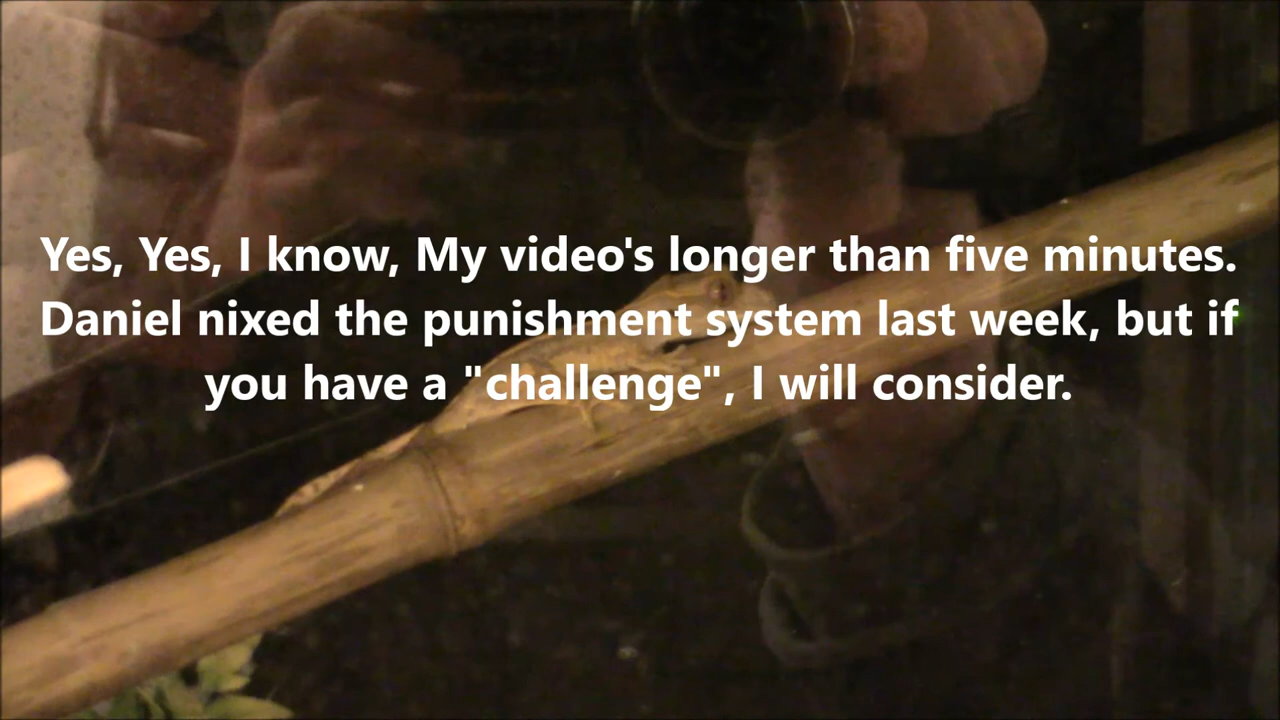 Yes, Yes, I know, My video's longer than five minutes.
Daniel nixed the punishment system last week, but if
you have a "challenge", I will consider.